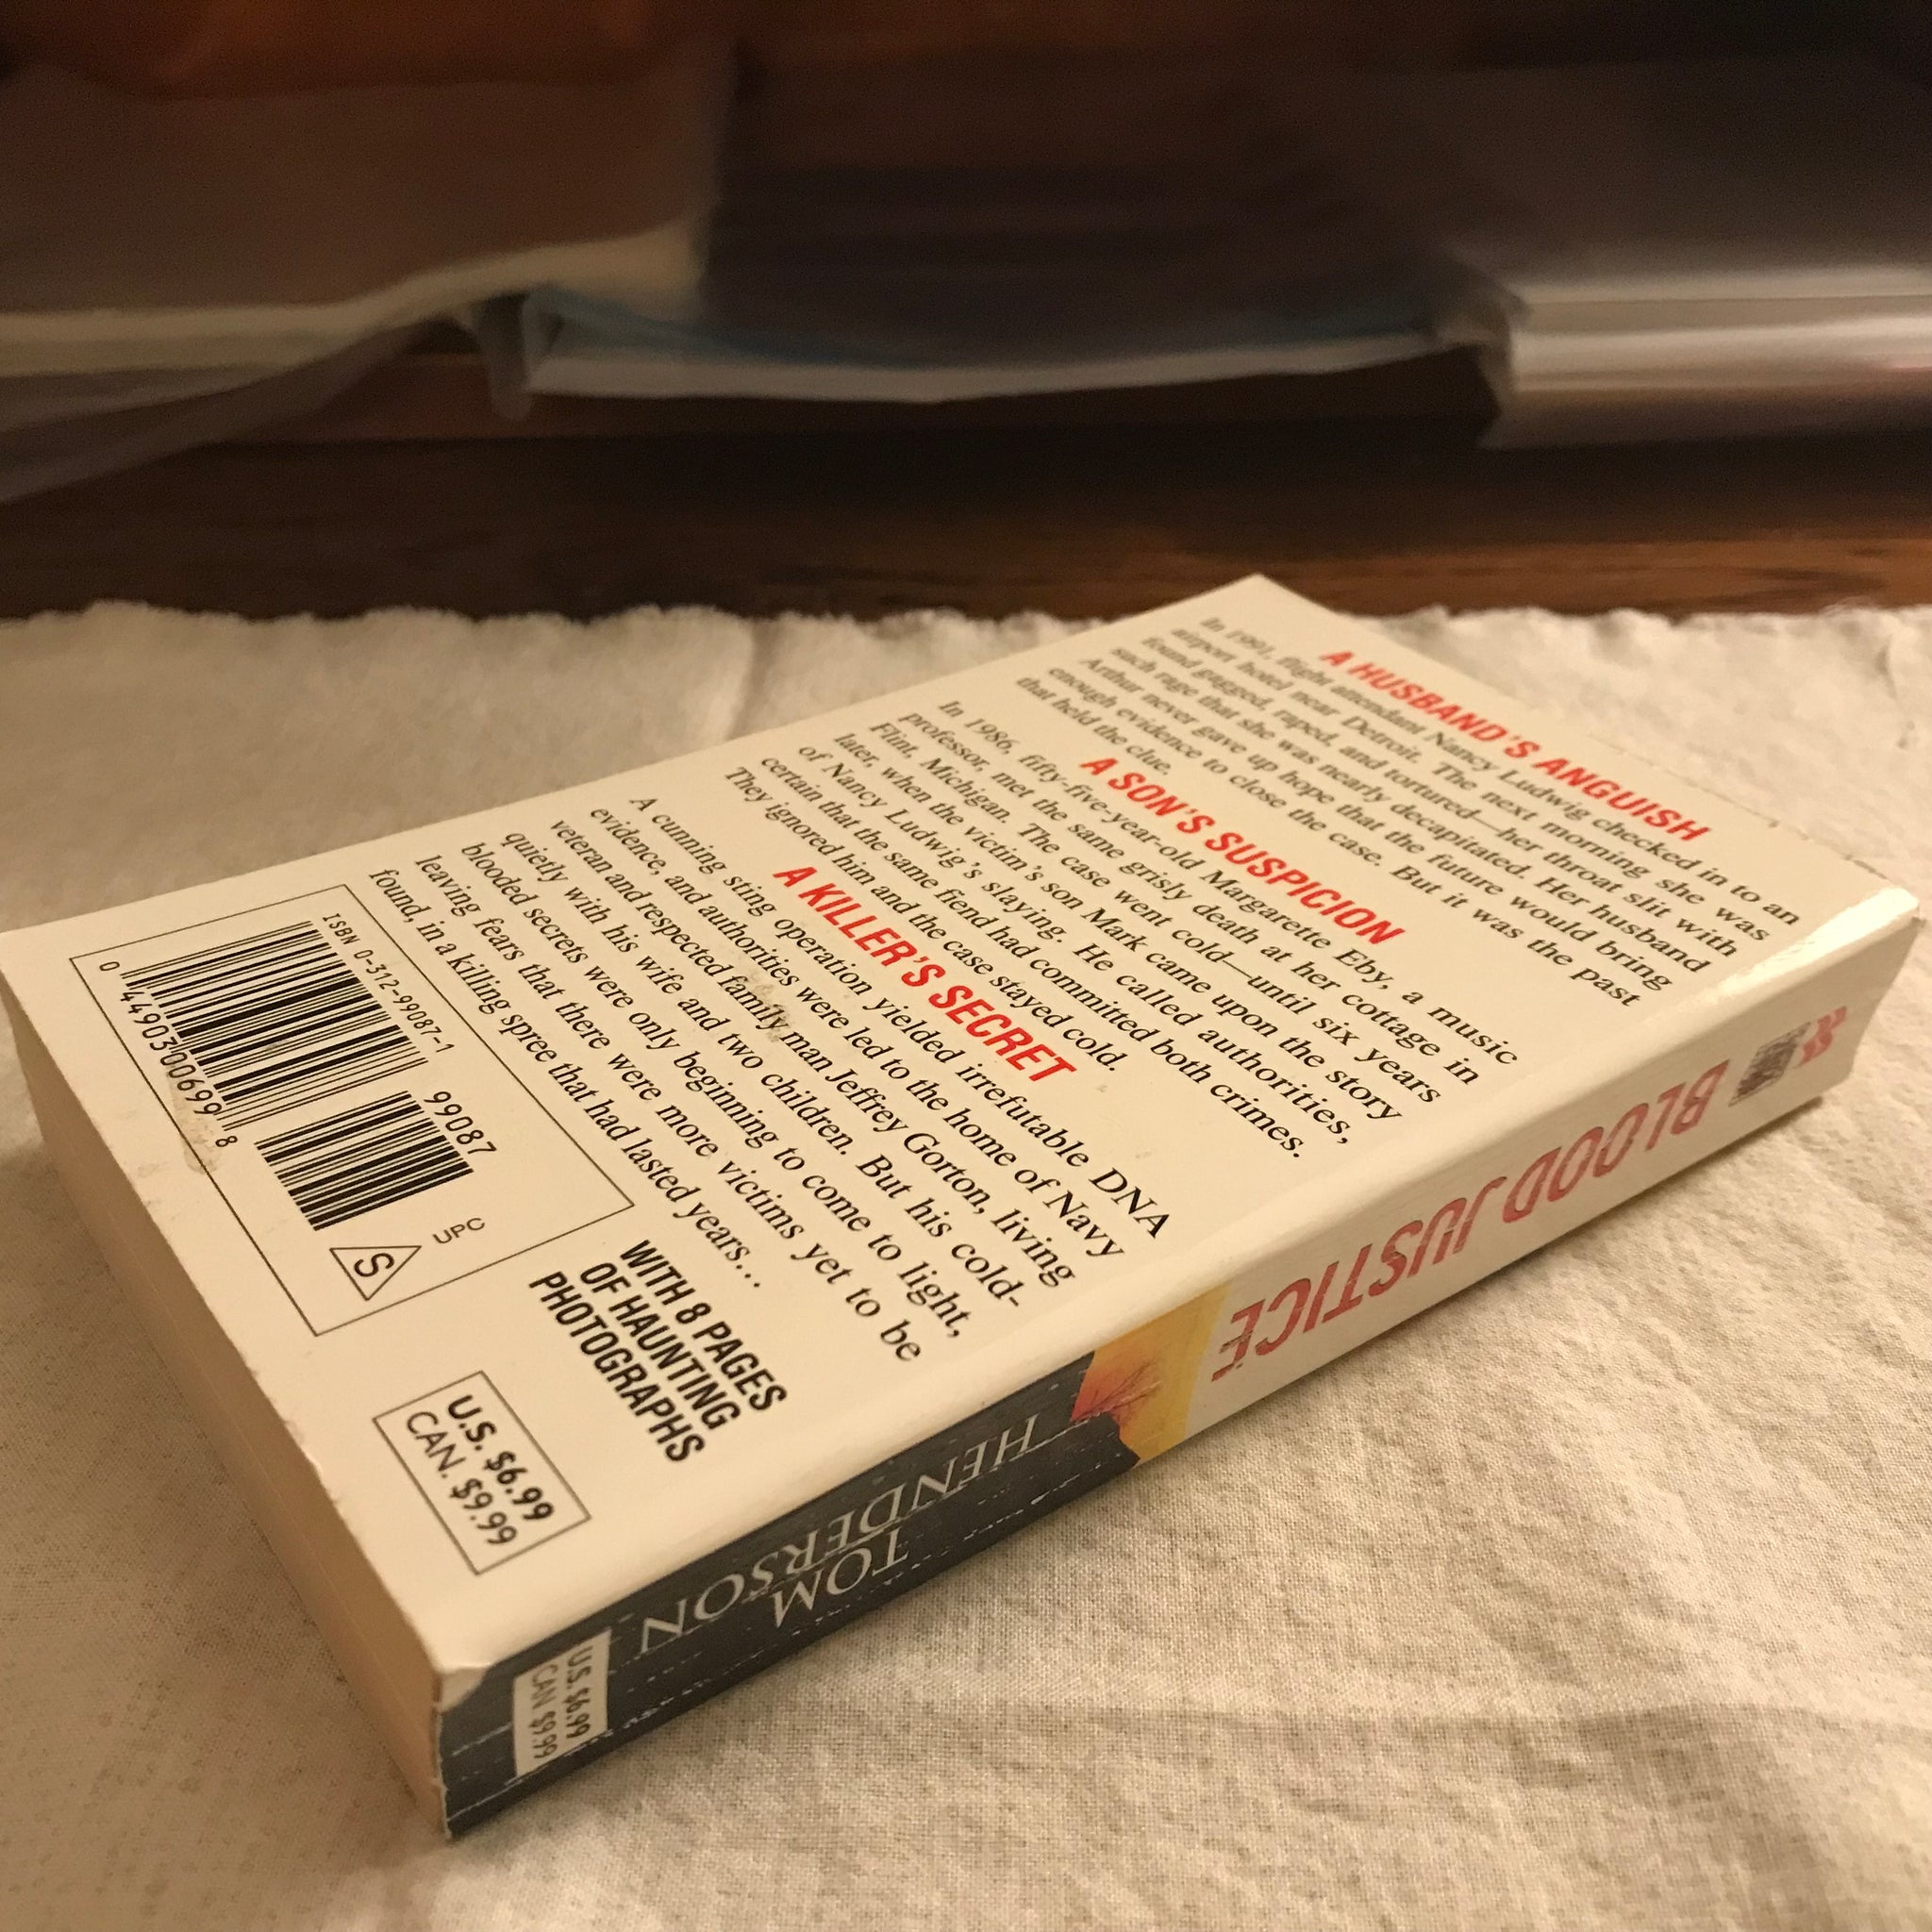 A HUSBAND'S ANGUISH
In 1991, flight attendant Nancy Ludwig checked in to an
airport hotel near Detroit. The next morning she was
found gagged, raped, and tortured—her throat slit with
such rage that she was nearly decapitated. Her husband
Arthur never gave up hope that the future would bring
enough evidence to close the case. But it was the past
that held the clue.
A SON'S SUSPICION
In 1986, fifty-five-year-old Margarette Eby, a music
professor, met the same grisly death at her cottage in
Flint, Michigan. The case went cold—until six years
later, when the victim's son Mark came upon the story
of Nancy Ludwig's slaying. He called authorities,
certain that the same fiend had committed both crimes.
They ignored him and the case stayed cold.
A KILLER'S SECRET
A cunning sting operation yielded irrefutable DNA
evidence, and authorities were led to the home of Navy
veteran and respected family man Jeffrey Gorton, living
quietly with his wife and two children. But his cold-
blooded secrets were only beginning to come to light,
leaving fears that there were more victims yet to be
found, in a killing spree that had lasted years...
WITH 8 PAGES
OF HAUNTING
PHOTOGRAPHS
ISBN 0-312-99087-1
99087
0 44903 00699 8
UPC
S
U.S. $6.99
CAN. $9.99
BLOOD JUSTICE
TOM
HENDERSON
U.S. $6.99
CAN $9.99